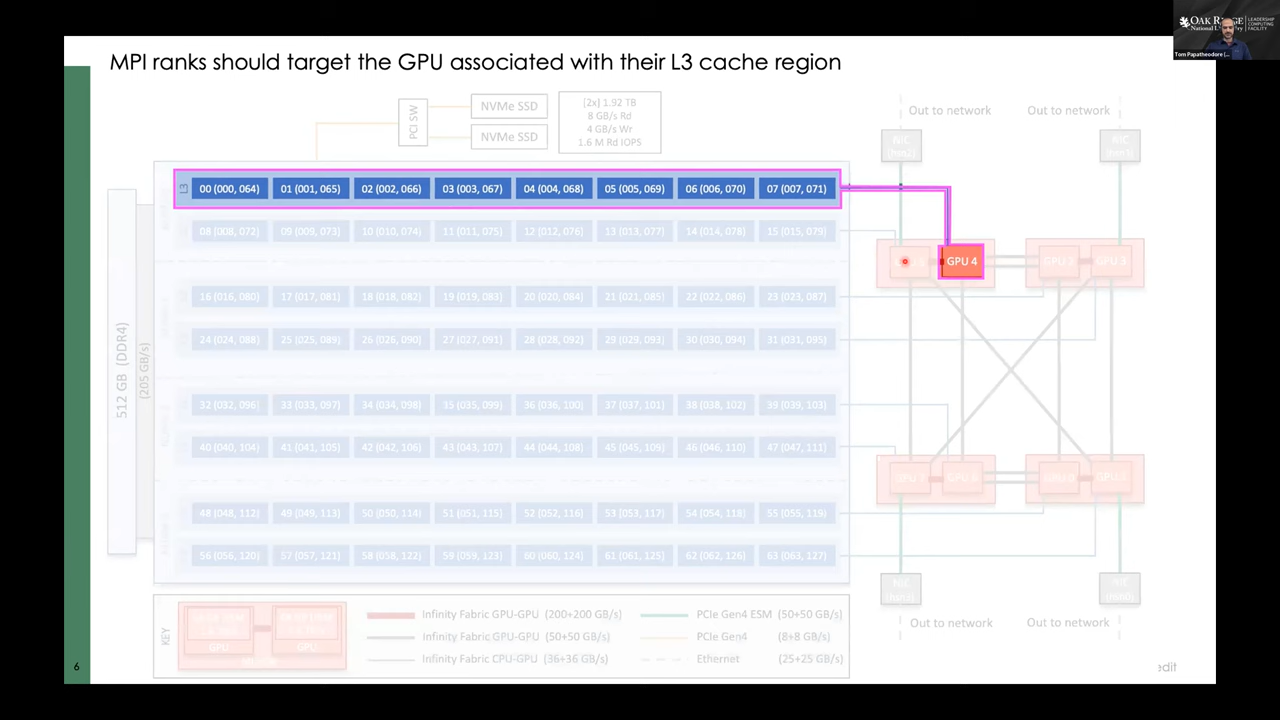 OAK RIDGE
National Laboratory
LEADERSHIP
COMPUTING
FACILITY
Tom Papatheodore (...
MPI ranks should target the GPU associated with their L3 cache region
PCI SW
NVMe SSD
NVMe SSD
[2x] 1.92 TB
8 GB/s Rd
4 GB/s Wr
1.6 M Rd IOPS
Out to network
Out to network
NIC
NIC
512 GB (DDR4)
(205 GB/s)
L3
00 (000, 064) 01 (001, 065) 02 (002, 066) 03 (003, 067) 04 (004, 068) 05 (005, 069) 06 (006, 070) 07 (007, 071)
08 (008, 072) 09 (009, 073) 10 (010, 074) 11 (011, 075) 12 (012, 076) 13 (013, 077) 14 (014, 078) 15 (015, 079)
GPU 4 GPU 2 GPU 3
16 (016, 080) 17 (017, 081) 18 (018, 082) 19 (019, 083) 20 (020, 084) 21 (021, 085) 22 (022, 086) 23 (023, 087)
24 (024, 088) 25 (025, 089) 26 (026, 090) 27 (027, 091) 28 (028, 092) 29 (029, 093) 30 (030, 094) 31 (031, 095)
32 (032, 096) 33 (033, 097) 34 (034, 098) 35 (035, 099) 36 (036, 100) 37 (037, 101) 38 (038, 102) 39 (039, 103)
40 (040, 104) 41 (041, 105) 42 (042, 106) 43 (043, 107) 44 (044, 108) 45 (045, 109) 46 (046, 110) 47 (047, 111)
48 (048, 112) 49 (049, 113) 50 (050, 114) 51 (051, 115) 52 (052, 116) 53 (053, 117) 54 (054, 118) 55 (055, 119)
56 (056, 120) 57 (057, 121) 58 (058, 122) 59 (059, 123) 60 (060, 124) 61 (061, 125) 62 (062, 126) 63 (063, 127)
Out to network
Out to network
KEY
GPU
GPU
Infinity Fabric GPU-GPU (200+200 GB/s)
Infinity Fabric GPU-GPU (50+50 GB/s)
Infinity Fabric CPU-GPU (36+36 GB/s)
PCIe Gen4 ESM (50+50 GB/s)
PCIe Gen4 (8+8 GB/s)
Ethernet (25+25 GB/s)
6
edit